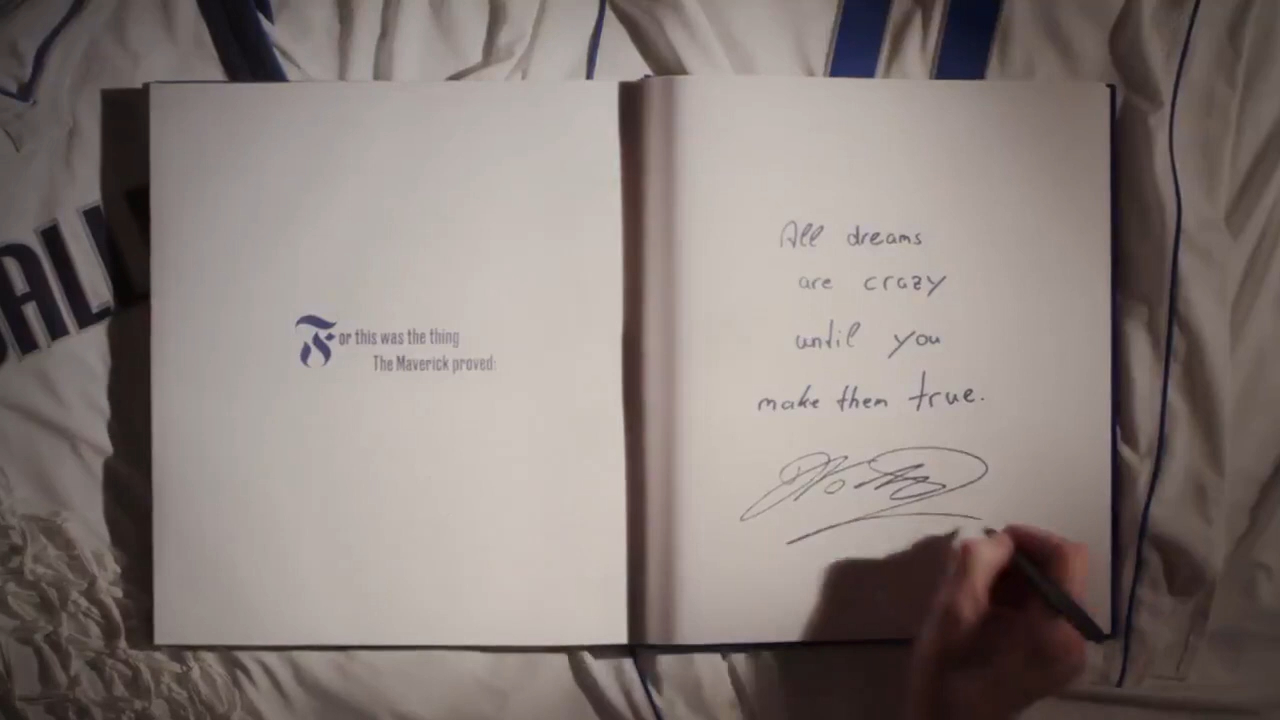 For this was the thing
The Maverick proved:
All dreams
are crazy
until you
make them true.